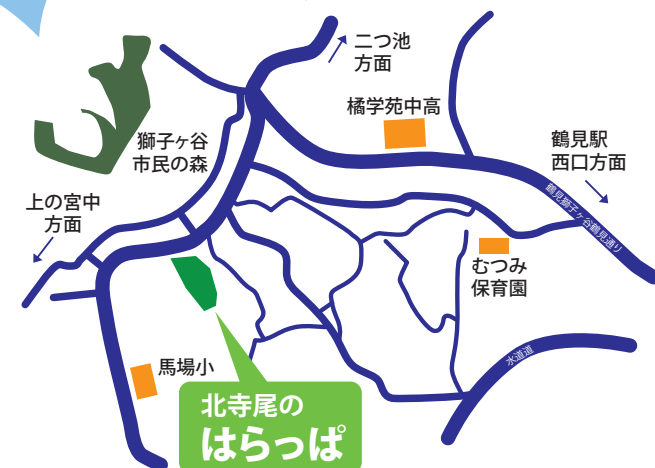 二つ池
方面
橘学苑中高
獅子ヶ谷
市民の森
鶴見駅
西口方面
上の宮中
方面
鶴見獅子ヶ谷鶴見通り
むつみ
保育園
水道道
馬場小
北寺尾の
はらっぱ